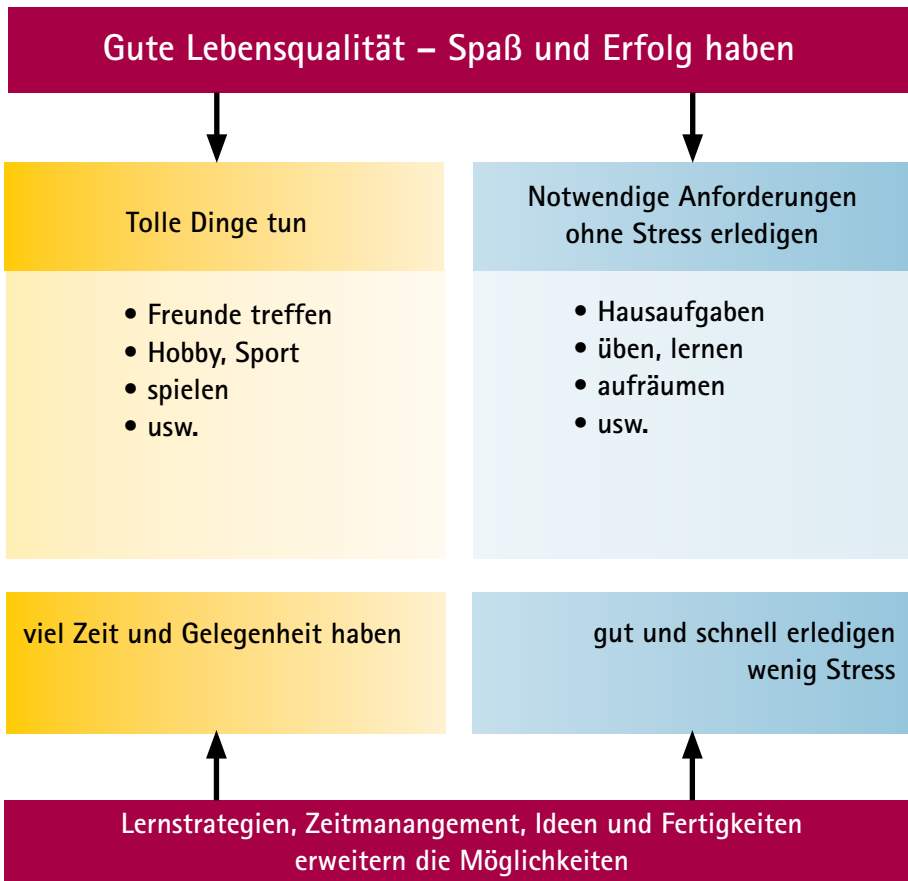 Gute Lebensqualität – Spaß und Erfolg haben
Tolle Dinge tun
• Freunde treffen
• Hobby, Sport
• spielen
• usw.
Notwendige Anforderungen
ohne Stress erledigen
• Hausaufgaben
• üben, lernen
• aufräumen
• usw.
viel Zeit und Gelegenheit haben
gut und schnell erledigen
wenig Stress
Lernstrategien, Zeitmanangement, Ideen und Fertigkeiten
erweitern die Möglichkeiten